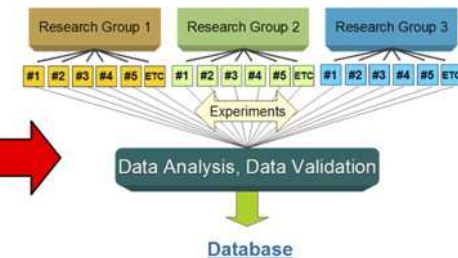 Research Group 1 Research Group 2 Research Group 3
#1 #2 #3 #4 #5 ETC #1 #2 #3 #4 #5 ETC #1 #2 #3 #4 #5 ETC
Experiments
Data Analysis, Data Validation
Database